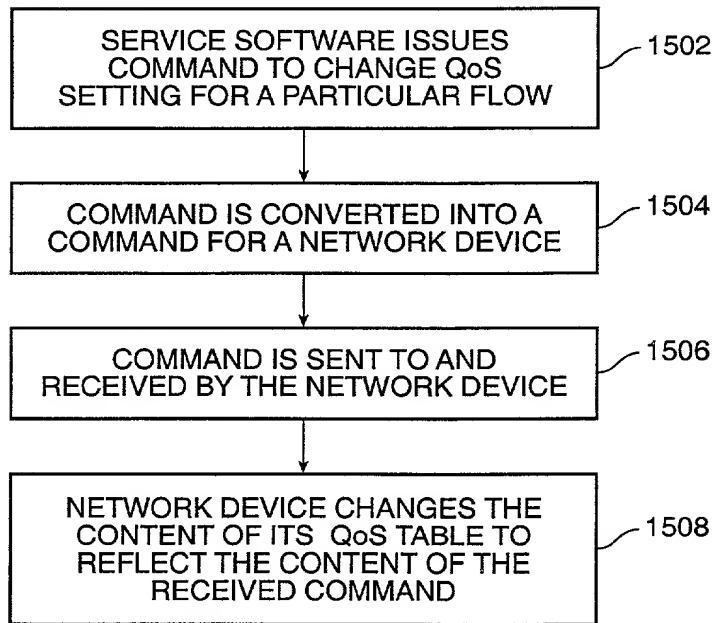 SERVICE SOFTWARE ISSUES
COMMAND TO CHANGE QoS
SETTING FOR A PARTICULAR FLOW
1502
COMMAND IS CONVERTED INTO A
COMMAND FOR A NETWORK DEVICE
1504
COMMAND IS SENT TO AND
RECEIVED BY THE NETWORK DEVICE
1506
NETWORK DEVICE CHANGES THE
CONTENT OF ITS QoS TABLE TO
REFLECT THE CONTENT OF THE
RECEIVED COMMAND
1508